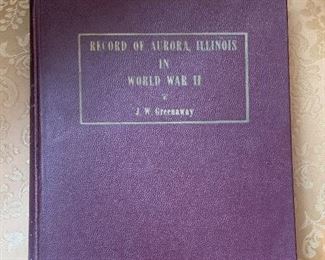 RECORD OF AURORA, ILLINOIS
IN
WORLD WAR II
J. W. Greenaway